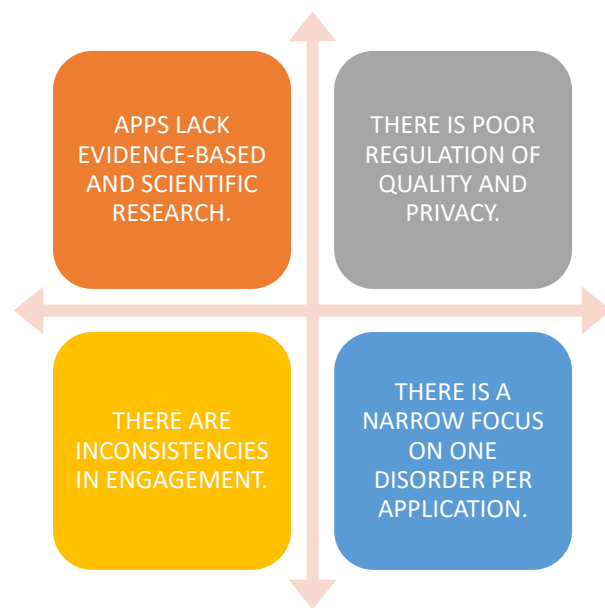 APPS LACK
EVIDENCE-BASED
AND SCIENTIFIC
RESEARCH.
THERE IS POOR
REGULATION OF
QUALITY AND
PRIVACY.
THERE ARE
INCONSISTENCIES
IN ENGAGEMENT.
THERE IS A
NARROW FOCUS
ON ONE
DISORDER PER
APPLICATION.